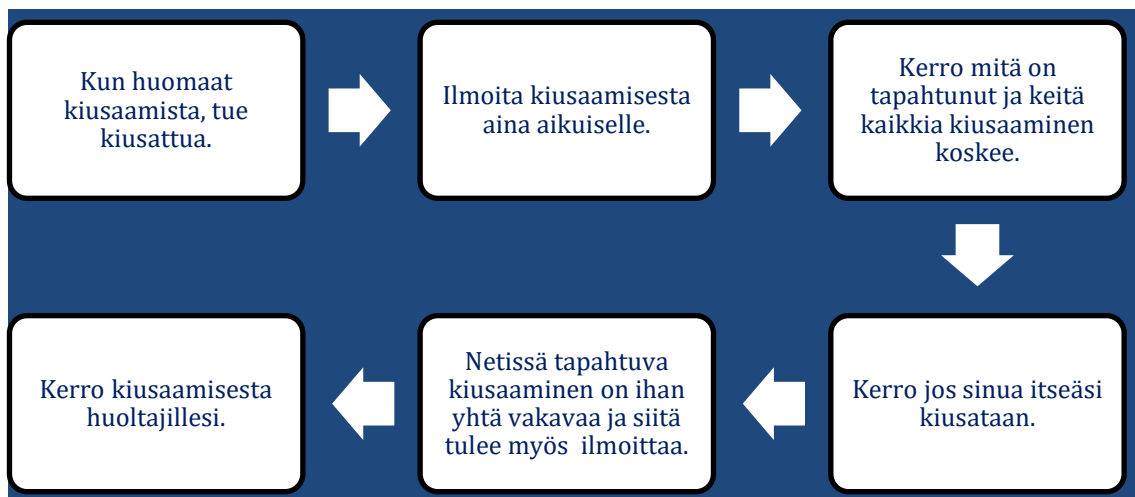 Kun huomaat
kiusaamista, tue
kiusattua.
Ilmoita kiusaamisesta
aina aikuiselle.
Kerro mitä on
tapahtunut ja keitä
kaikkia kiusaaminen
koskee.
Kerro jos sinua itseäsi
kiusataan.
Netissä tapahtuva
kiusaaminen on ihan
yhtä vakavaa ja siitä
tulee myös  ilmoittaa.
Kerro kiusaamisesta
huoltajillesi.